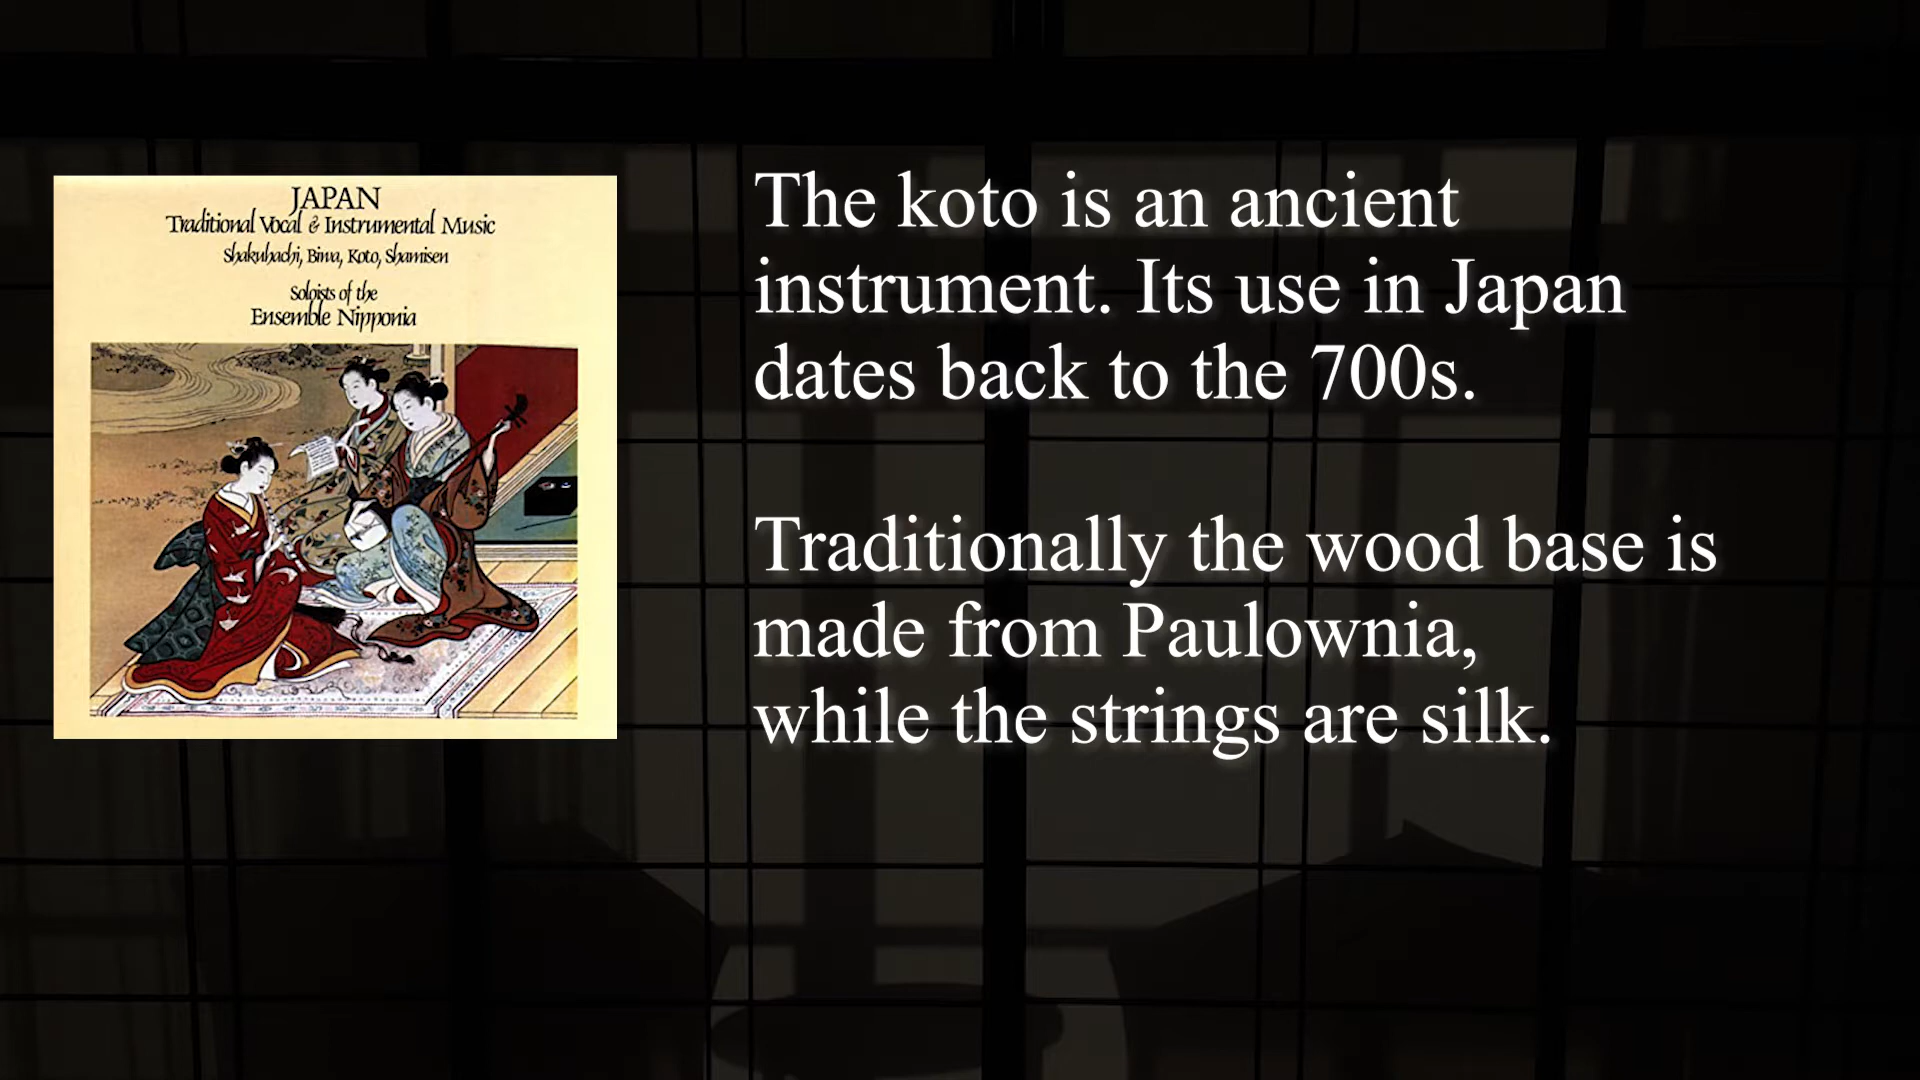 JAPAN
Traditional Vocal & Instrumental Music
Shakuhachi, Biwa, Koto, Shamisen
Soloists of the
Ensemble Nipponia
The koto is an ancient
instrument. Its use in Japan
dates back to the 700s.
Traditionally the wood base is
made from Paulownia,
while the strings are silk.